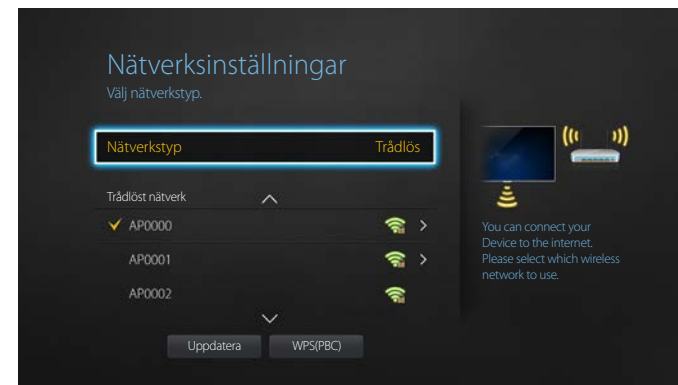 Nätverksinställningar
Välj nätverkstyp.
Nätverkstyp Trådlös
Trådlöst nätverk
AP0000
AP0001
AP0002
Uppdatera WPS(PBC)
You can connect your
Device to the internet.
Please select which wireless
network to use.